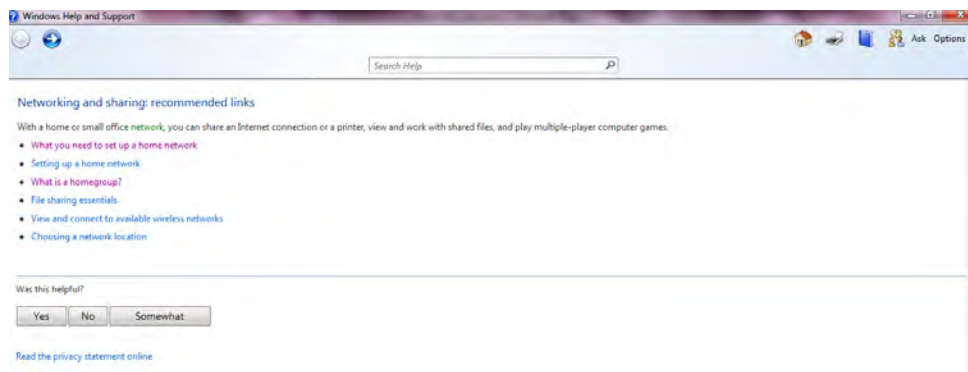 Windows Help and Support
Ask Options
Search Help
Networking and sharing: recommended links
With a home or small office network, you can share an Internet connection or a printer, view and work with shared files, and play multiple-player computer games.
What you need to set up a home network
Setting up a home network
What is a homegroup?
File sharing essentials
View and connect to available wireless networks
Choosing a network location
Was this helpful?
Yes No Somewhat
Read the privacy statement online